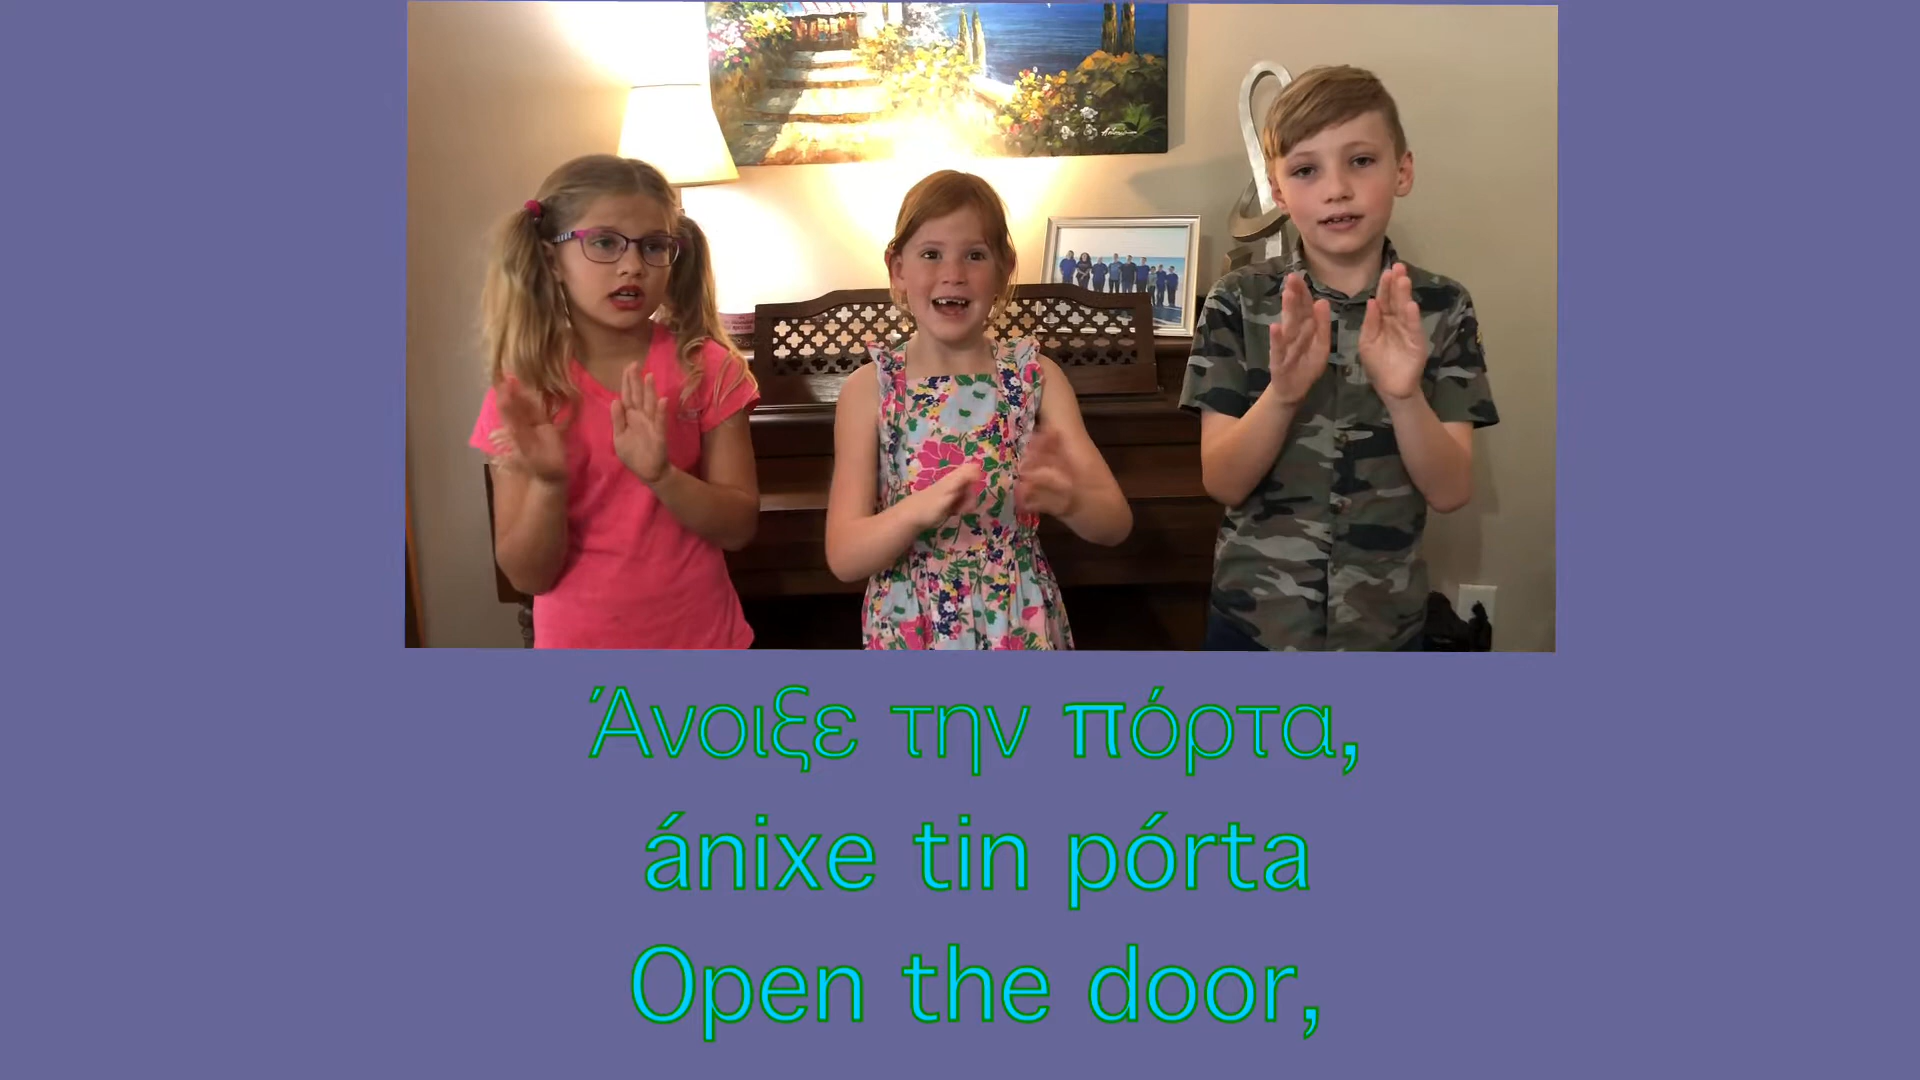 Άνοιξε την πόρτα,
ánixe tin pórta
Open the door,